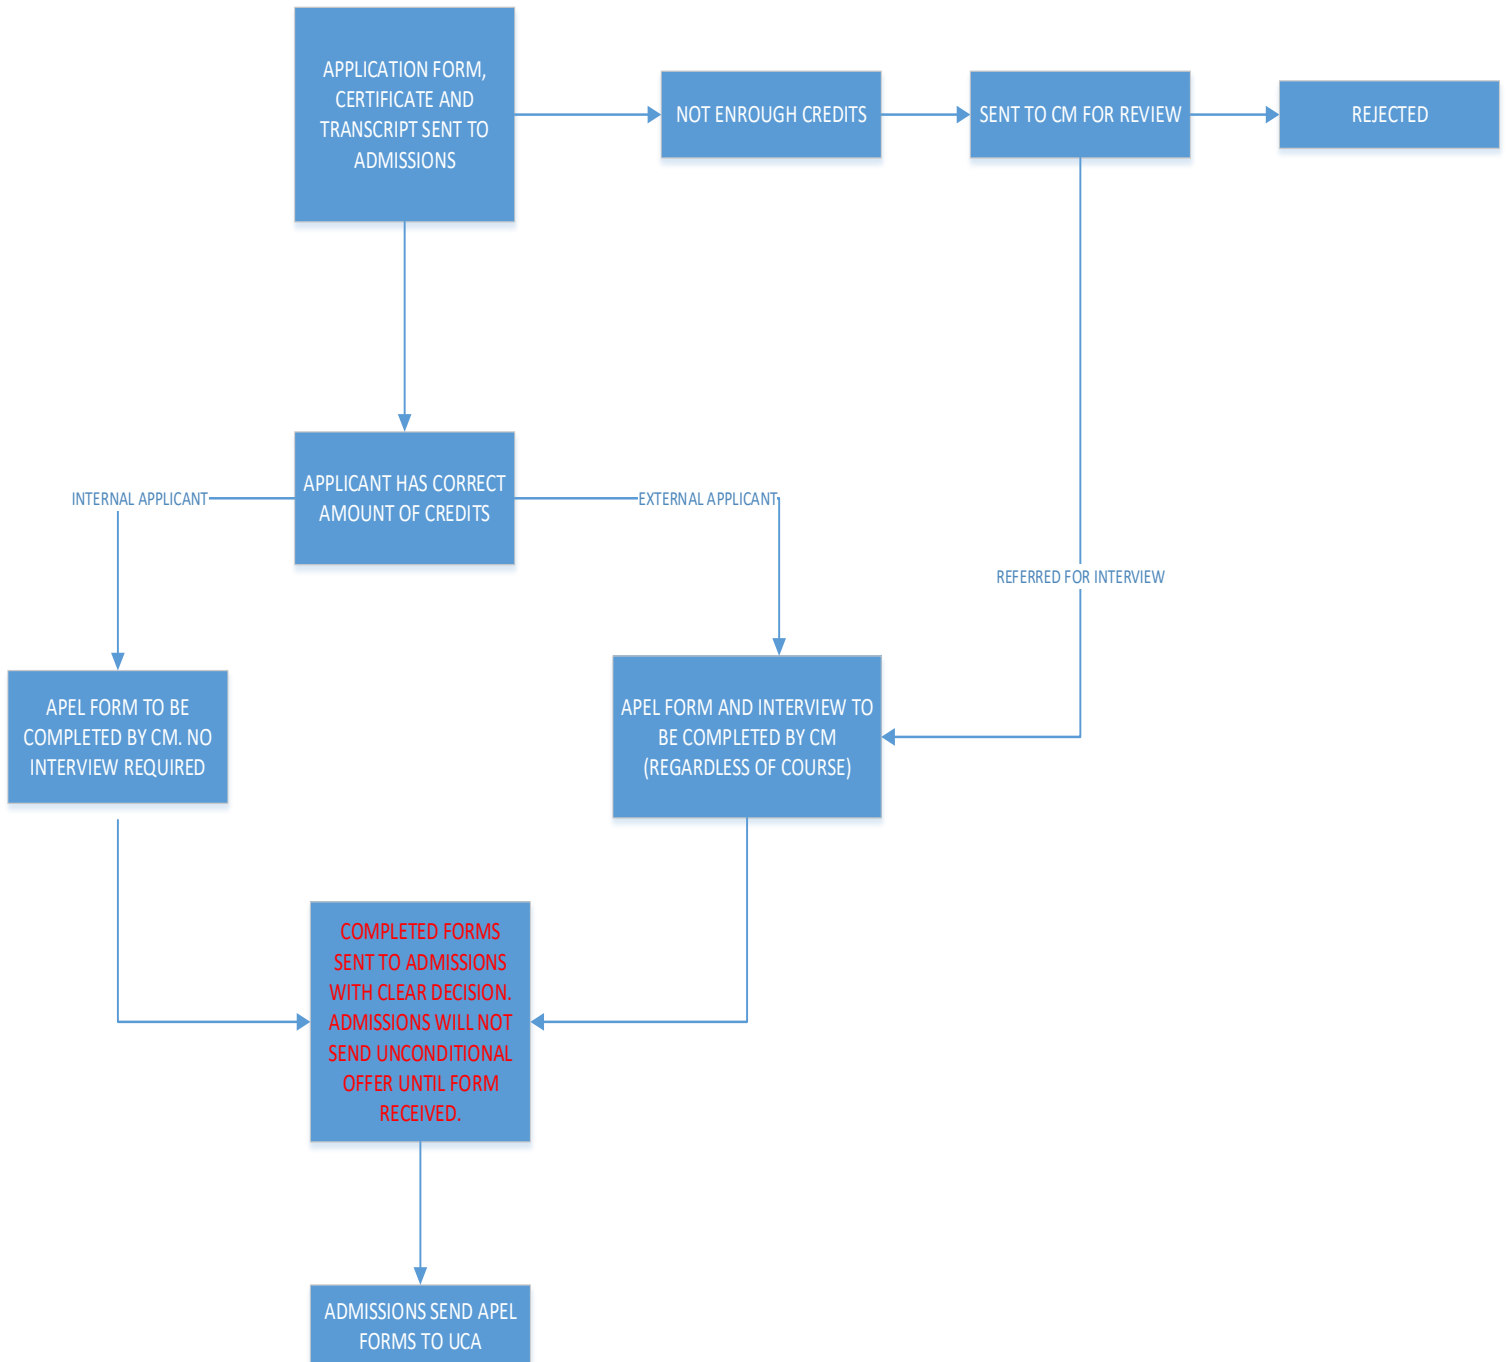 APPLICATION FORM,
CERTIFICATE AND
TRANSCRIPT SENT TO
ADMISSIONS
NOT ENROUGH CREDITS
SENT TO CM FOR REVIEW
REJECTED
APPLICANT HAS CORRECT
AMOUNT OF CREDITS
INTERNAL APPLICANT
EXTERNAL APPLICANT
REFERRED FOR INTERVIEW
APEL FORM TO BE
COMPLETED BY CM. NO
INTERVIEW REQUIRED
APEL FORM AND INTERVIEW TO
BE COMPLETED BY CM
(REGARDLESS OF COURSE)
COMPLETED FORMS
SENT TO ADMISSIONS
WITH CLEAR DECISION.
ADMISSIONS WILL NOT
SEND UNCONDITIONAL
OFFER UNTIL FORM
RECEIVED.
ADMISSIONS SEND APEL
FORMS TO UCA